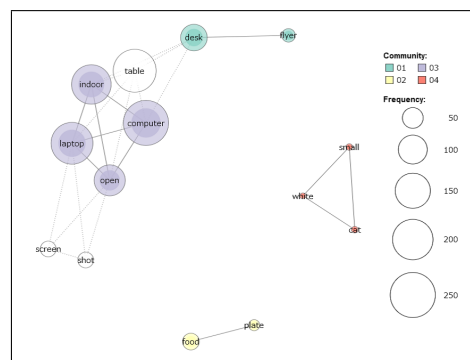 desk
flyer
table
indoor
computer
laptop
open
screen
shot
small
white
cat
food
plate
Community:
01 03
02 04
Frequency:
50
100
150
200
250